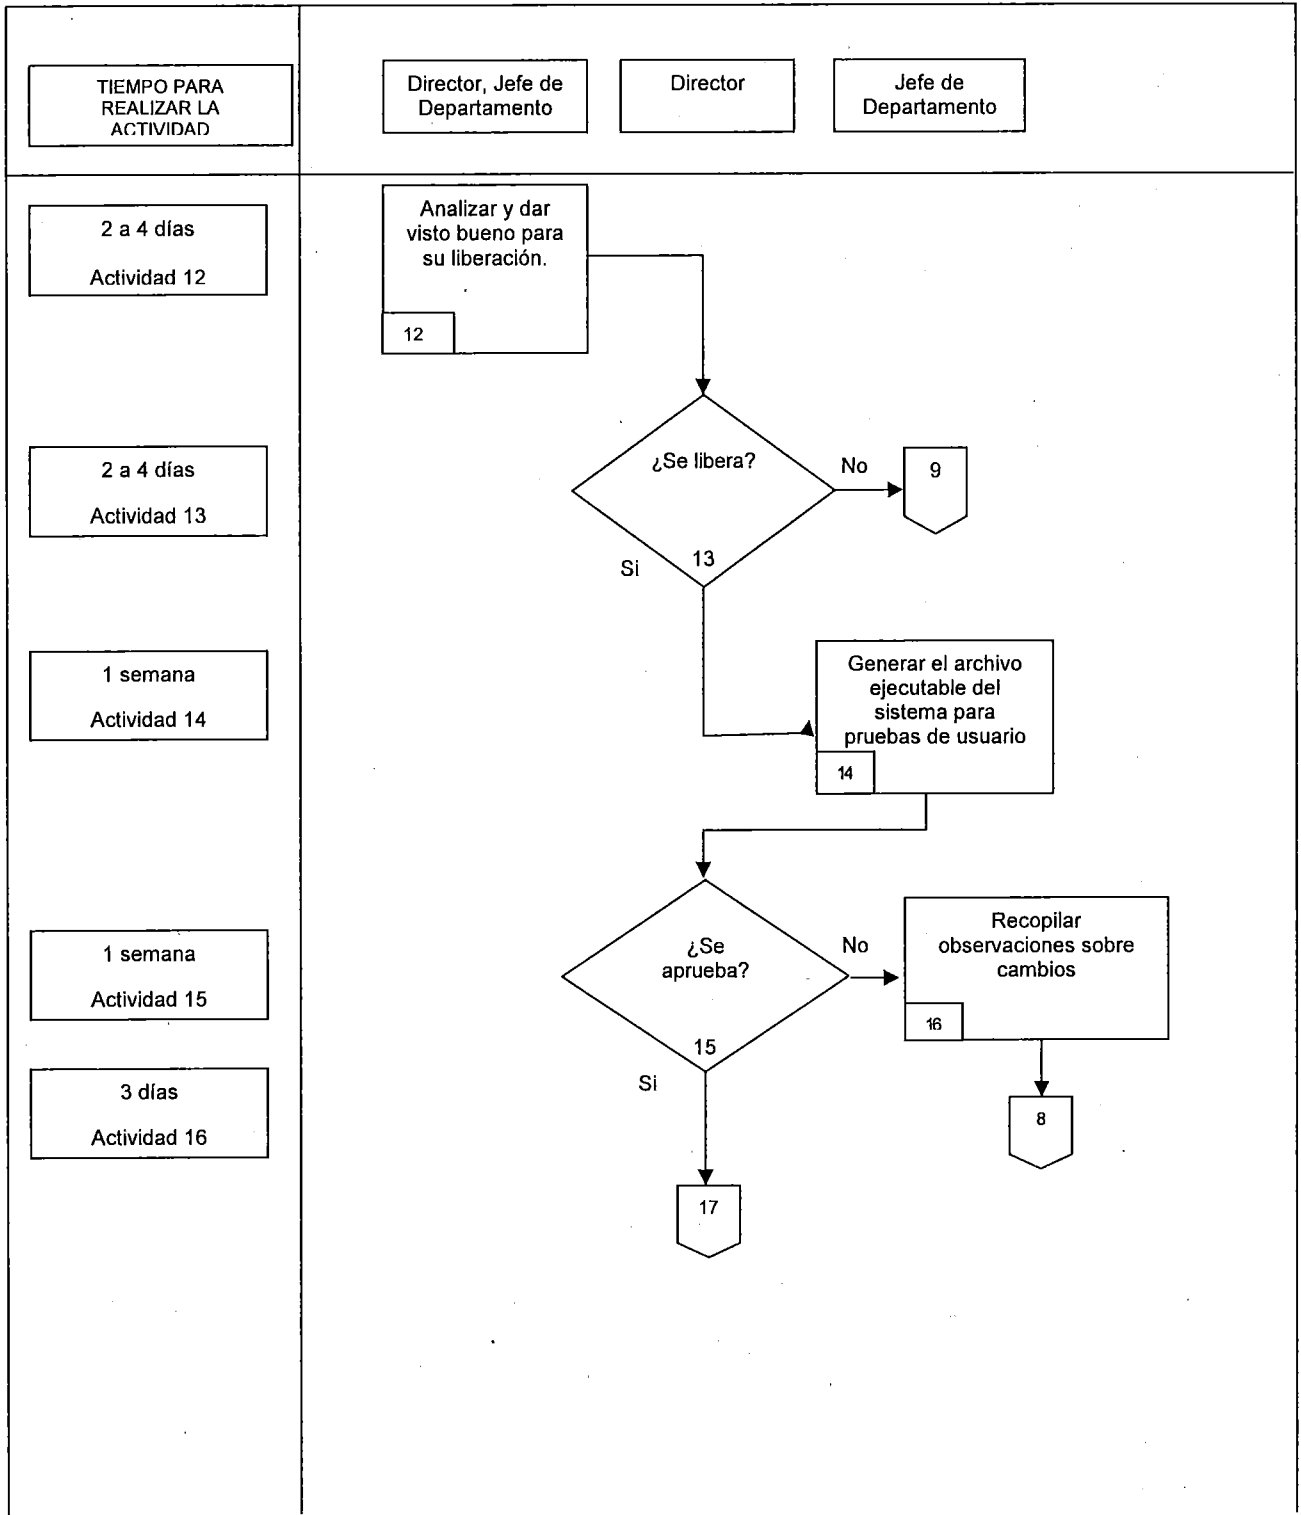 TIEMPO PARA
REALIZAR LA
ACTIVIDAD
Director, Jefe de
Departamento
Director
Jefe de
Departamento
2 a 4 días
Actividad 12
Analizar y dar
visto bueno para
su liberación.
12
2 a 4 días
Actividad 13
¿Se libera?
13
No
9
Si
1 semana
Actividad 14
Generar el archivo
ejecutable del
sistema para
pruebas de usuario
14
1 semana
Actividad 15
¿Se
aprueba?
15
No
Recopilar
observaciones sobre
cambios
16
Si
3 días
Actividad 16
8
17